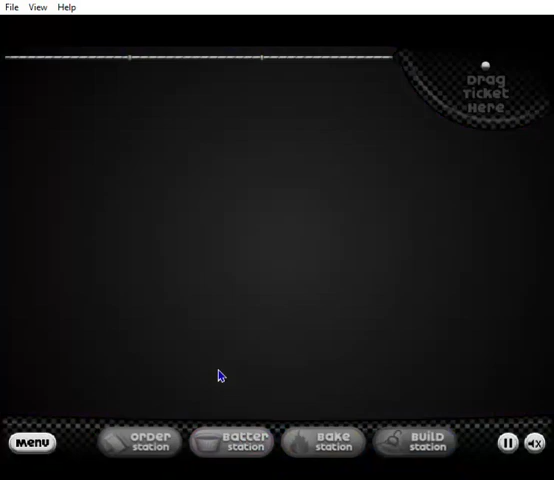 File View Help
Drag
Ticket
Here
Menu
Order
station
Batter
station
Bake
station
Build
station